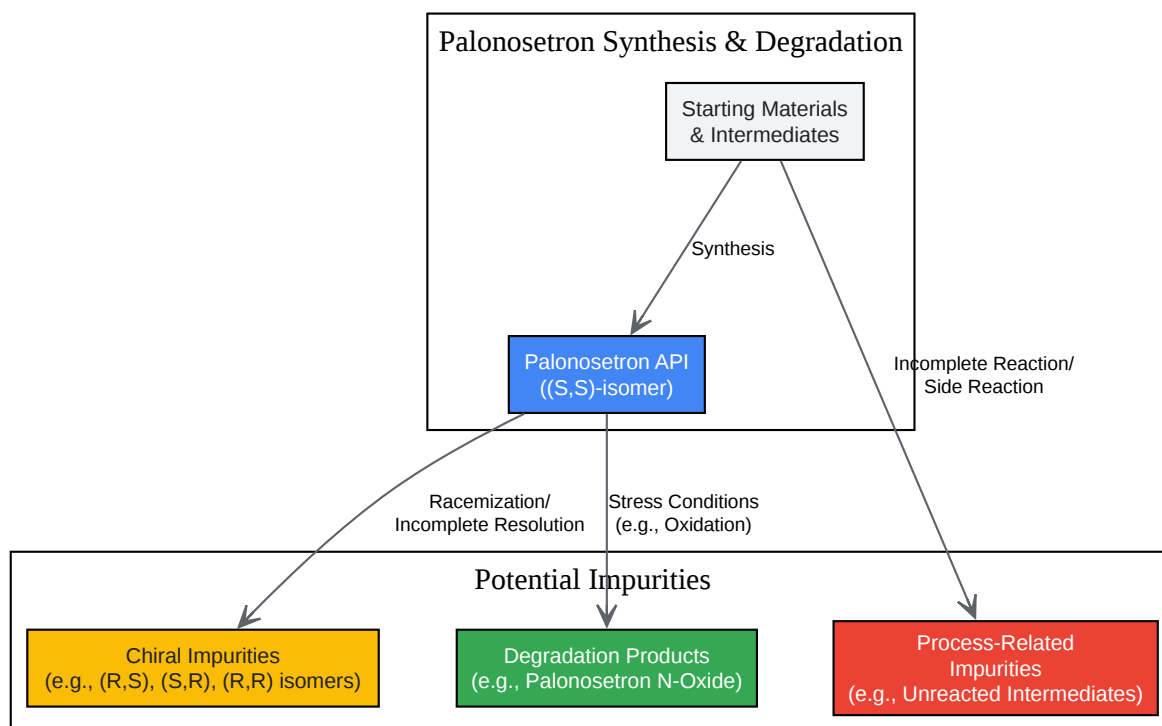 Palonosetron Synthesis & Degradation
Starting Materials
& Intermediates
Synthesis
Palonosetron API
((S,S)-isomer)
Incomplete Reaction/
Side Reaction
Racemization/
Incomplete Resolution
Stress Conditions
(e.g., Oxidation)
Potential Impurities
Chiral Impurities
(e.g., (R,S), (S,R), (R,R) isomers)
Degradation Products
(e.g., Palonosetron N-Oxide)
Process-Related
Impurities
(e.g., Unreacted Intermediates)